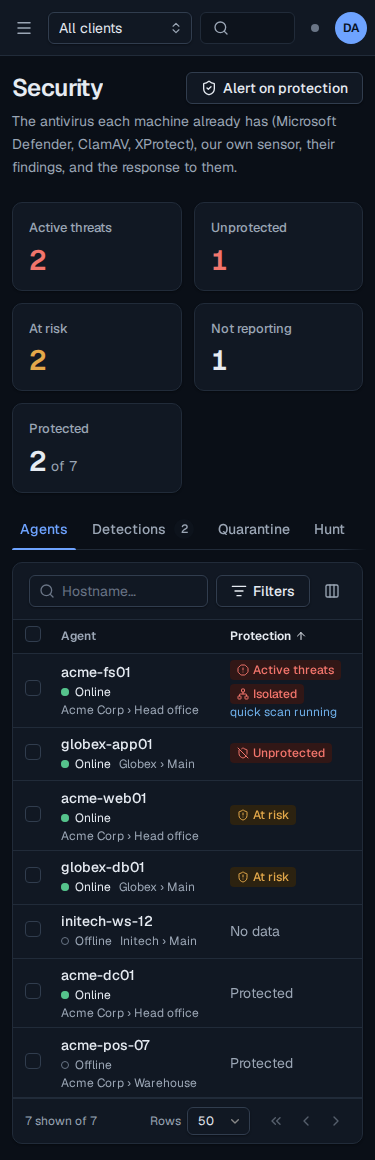 All clients
DA
Security
Alert on protection
The antivirus each machine already has (Microsoft
Defender, ClamAV, XProtect), our own sensor, their
findings, and the response to them.
Active threats
2
Unprotected
1
At risk
2
Not reporting
1
Protected
2 of 7
Agents
Detections 2
Quarantine
Hunt
Hostname...
Filters
Agent
Protection ↑
acme-fs01
Online
Acme Corp › Head office
Active threats
Isolated
quick scan running
globex-app01
Online Globex › Main
Unprotected
acme-web01
Online
Acme Corp › Head office
At risk
globex-db01
Online Globex › Main
At risk
initech-ws-12
Offline Initech › Main
No data
acme-dc01
Online
Acme Corp › Head office
Protected
acme-pos-07
Offline
Acme Corp › Warehouse
Protected
7 shown of 7
Rows 50